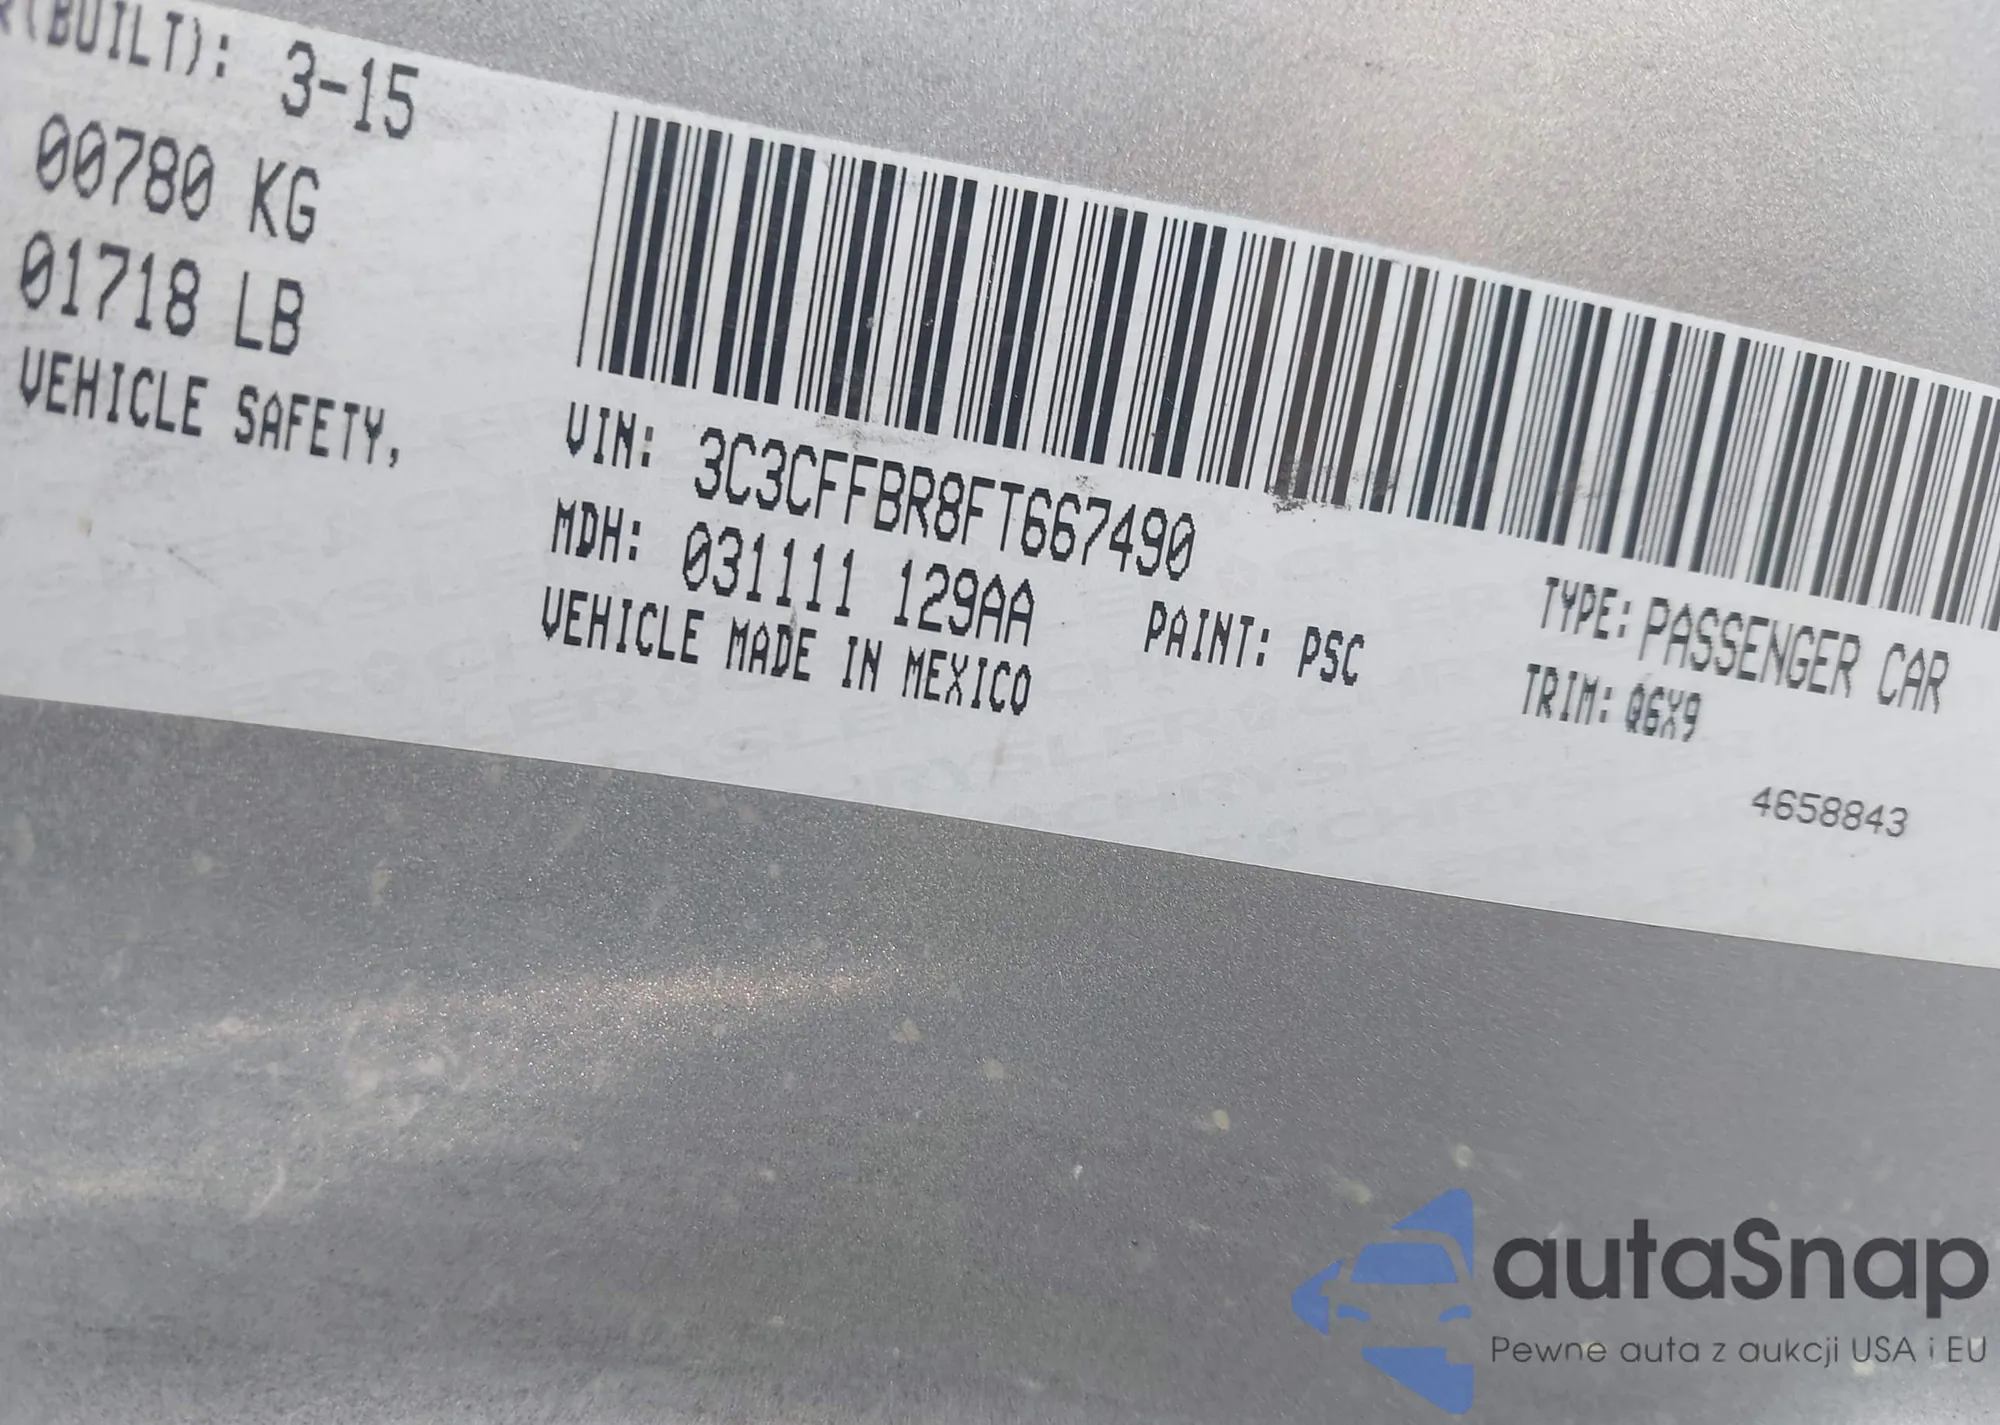 (BUILT): 3-15
00780 KG
01718 LB
VEHICLE SAFETY,
VIN: 3C3CFFBR8FT667490
MDH: 031111 129AA
VEHICLE MADE IN MEXICO
PAINT: PSC
TYPE: PASSENGER CAR
TRIM: Q6X9
4658843
autaSnap
Pewne auta z aukcji USA i EU